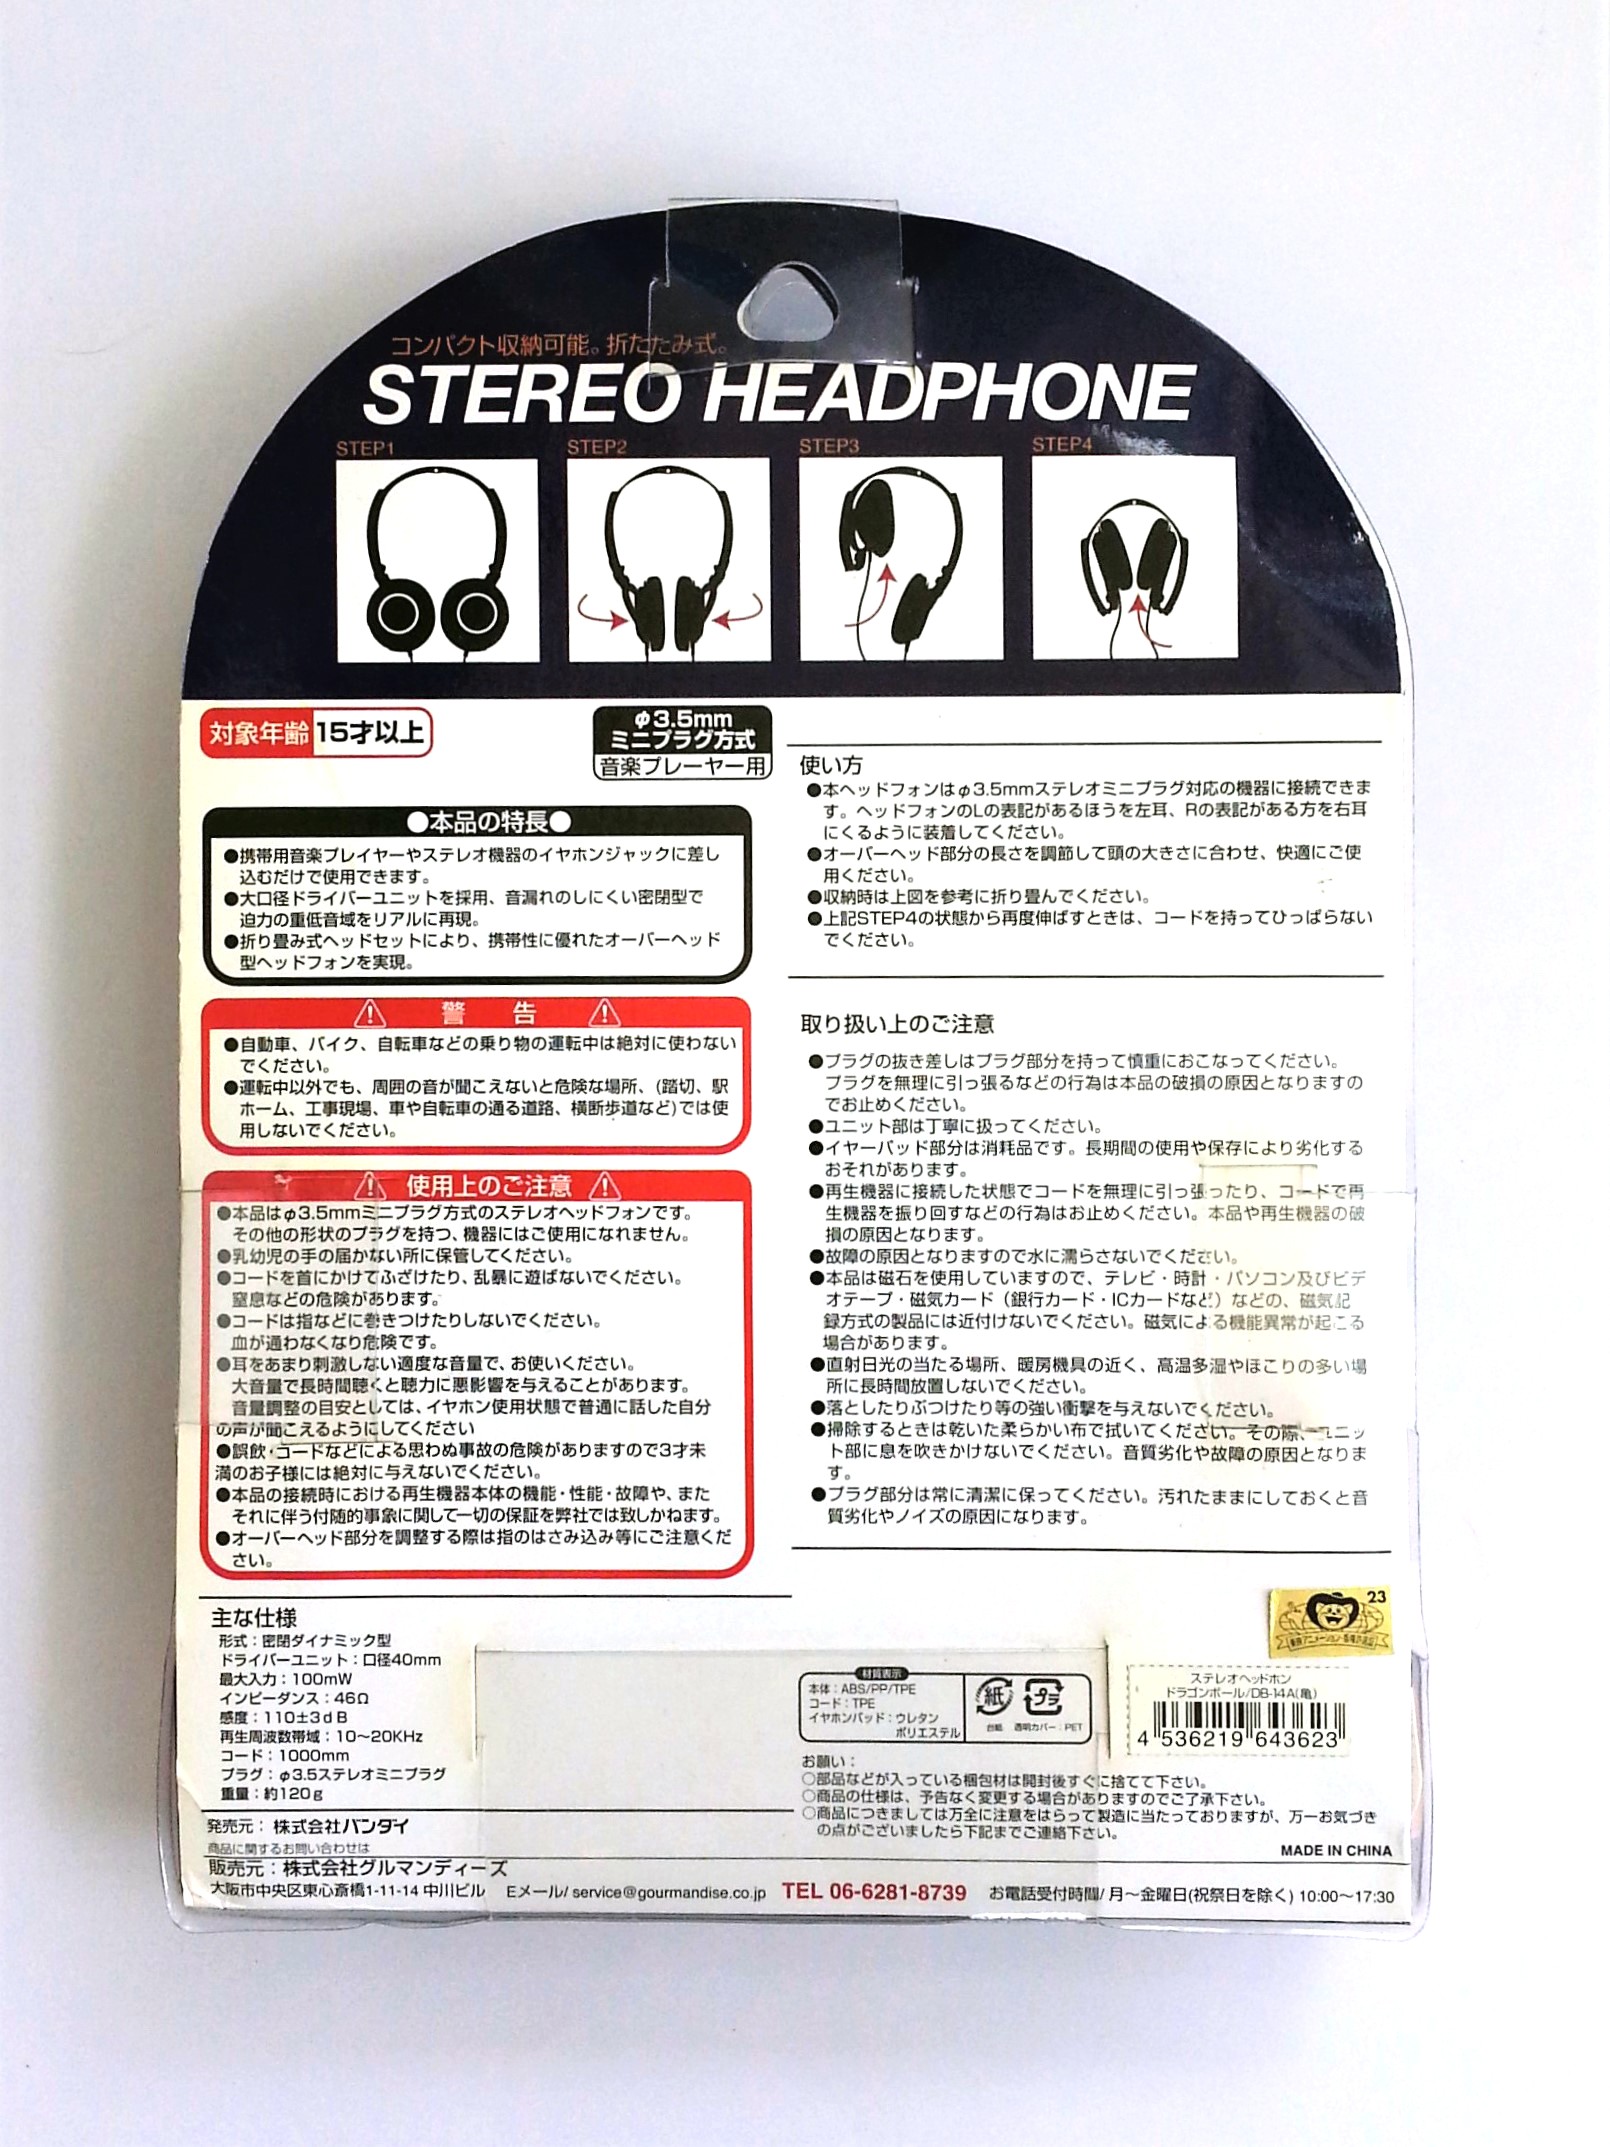 コンパクト収納可能。折たたみ式。
STEREO HEADPHONE
STEP1
STEP2
STEP3
STEP4
対象年齢 15才以上
φ3.5mm
ミニプラグ方式
音楽プレーヤー用
●本品の特長●
●携帯用音楽プレイヤーやステレオ機器のイヤホンジャックに差し
込むだけで使用できます。
●大口径ドライバーユニットを採用、音漏れのしにくい密閉型で
迫力の重低音域をリアルに再現。
●折り畳み式ヘッドセットにより、携帯性に優れたオーバーヘッド
型ヘッドフォンを実現。
警 告
●自動車、バイク、自転車などの乗り物の運転中は絶対に使わない
でください。
●運転中以外でも、周囲の音が聞こえないと危険な場所、(踏切、駅
ホーム、工事現場、車や自転車の通る道路、横断歩道など)では使
用しないでください。
使用上のご注意
●本品はφ3.5mmミニプラグ方式のステレオヘッドフォンです。
その他の形状のプラグを持つ、機器にはご使用になれません。
●乳幼児の手の届かない所に保管してください。
●コードを首にかけてふざけたり、乱暴に遊ばないでください。
窒息などの危険があります。
●コードは指などに巻きつけたりしないでください。
血が通わなくなり危険です。
●耳をあまり刺激しない適度な音量で、お使いください。
大音量で長時間聴くと聴力に悪影響を与えることがあります。
音量調整の目安としては、イヤホン使用状態で普通に話した自分
の声が聞こえるようにしてください
●誤飲・コードなどによる思わぬ事故の危険がありますので3才未
満のお子様には絶対に与えないでください。
●本品の接続時における再生機器本体の機能・性能・故障や、また
それに伴う付随的事象に関して一切の保証を弊社では致しかねます。
●オーバーヘッド部分を調整する際は指のはさみ込み等にご注意くだ
さい。
使い方
●本ヘッドフォンはφ3.5mmステレオミニプラグ対応の機器に接続できま
す。ヘッドフォンのLの表記があるほうを左耳、Rの表記がある方を右耳
にくるように装着してください。
●オーバーヘッド部分の長さを調節して頭の大きさに合わせ、快適にご使
用ください。
●収納時は上図を参考に折り畳んでください。
●上記STEP4の状態から再度伸ばすときは、コードを持ってひっぱらない
でください。
取り扱い上のご注意
●プラグの抜き差しはプラグ部分を持って慎重におこなってください。
プラグを無理に引っ張るなどの行為は本品の破損の原因となりますの
でお止めください。
●ユニット部は丁寧に扱ってください。
●イヤーパッド部分は消耗品です。長期間の使用や保存により劣化する
おそれがあります。
●再生機器に接続した状態でコードを無理に引っ張ったり、コードで再
生機器を振り回すなどの行為はお止めください。本品や再生機器の破
損の原因となります。
●故障の原因となりますので水に濡らさないでください。
●本品は磁石を使用していますので、テレビ・時計・パソコン及びビデ
オテープ・磁気カード（銀行カード・ICカードなど）などの、磁気記
録方式の製品には近付けないでください。磁気による機能異常が起こる
場合があります。
●直射日光の当たる場所、暖房機具の近く、高温多湿やほこりの多い場
所に長時間放置しないでください。
●落としたりぶつけたり等の強い衝撃を与えないでください。
●掃除するときは乾いた柔らかい布で拭いてください。その際、ユニッ
ト部に息を吹きかけないでください。音質劣化や故障の原因となりま
す。
●プラグ部分は常に清潔に保ってください。汚れたままにしておくと音
質劣化やノイズの原因になります。
主な仕様
形式：密閉ダイナミック型
ドライバーユニット：口径40mm
最大入力：100mW
インピーダンス：46Ω
感度：110±3dB
再生周波数帯域：10～20KHz
コード：1000mm
プラグ：φ3.5ステレオミニプラグ
重量：約120g
材質表示
本体：ABS/PP/TPE
コード：TPE
イヤホンパッド：ウレタン
ポリエステル
紙
台紙
プラ
透明カバー：PET
23
東映アニメーション
ステレオヘッドホン
ドラゴンボール/DB-14A(亀)
4 536219 643623
お願い：
○部品などが入っている梱包材は開封後すぐに捨てて下さい。
○商品の仕様は、予告なく変更する場合がありますのでご了承下さい。
○商品につきましては万全に注意をはらって製造に当たっておりますが、万一お気づき
の点がございましたら下記までご連絡下さい。
MADE IN CHINA
発売元：株式会社バンダイ
商品に関するお問い合わせは
販売元：株式会社グルマンディーズ
大阪市中央区東心斎橋1-11-14 中川ビル Eメール/ service@gourmandise.co.jp TEL 06-6281-8739 お電話受付時間/ 月～金曜日(祝祭日を除く) 10:00～17:30